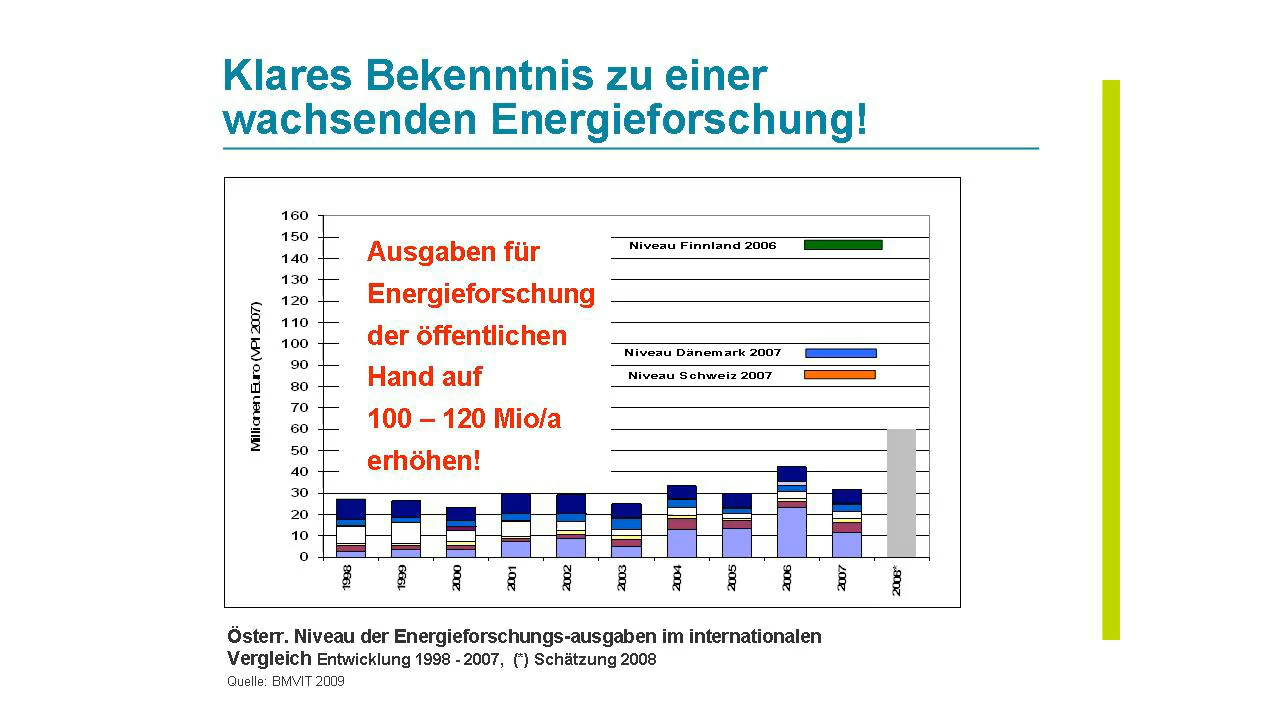 Klares Bekenntnis zu einer
wachsenden Energieforschung!
160
150
140
130
120
110
100
90
80
70
60
50
40
30
20
10
0
Millionen Euro (VPI 2007)
Ausgaben für
Energieforschung
der öffentlichen
Hand auf
100 – 120 Mio/a
erhöhen!
Niveau Finnland 2006
Niveau Dänemark 2007
Niveau Schweiz 2007
1998
1999
2000
2001
2002
2003
2004
2005
2006
2007
2008*
Österr. Niveau der Energieforschungs-ausgaben im internationalen
Vergleich Entwicklung 1998 - 2007, (*) Schätzung 2008
Quelle: BMVIT 2009